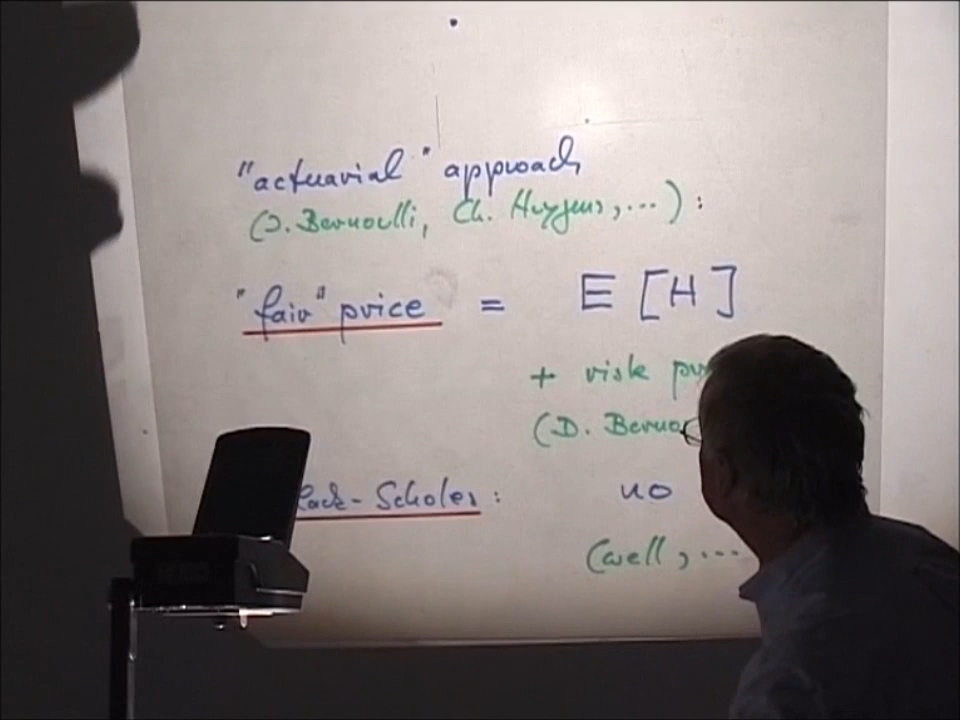 "actuarial" approach
(J. Bernoulli, Ch. Huygens, ...) :
"fair" price = E [H]
+ risk
(D.
Scholes :
no
(well, ...